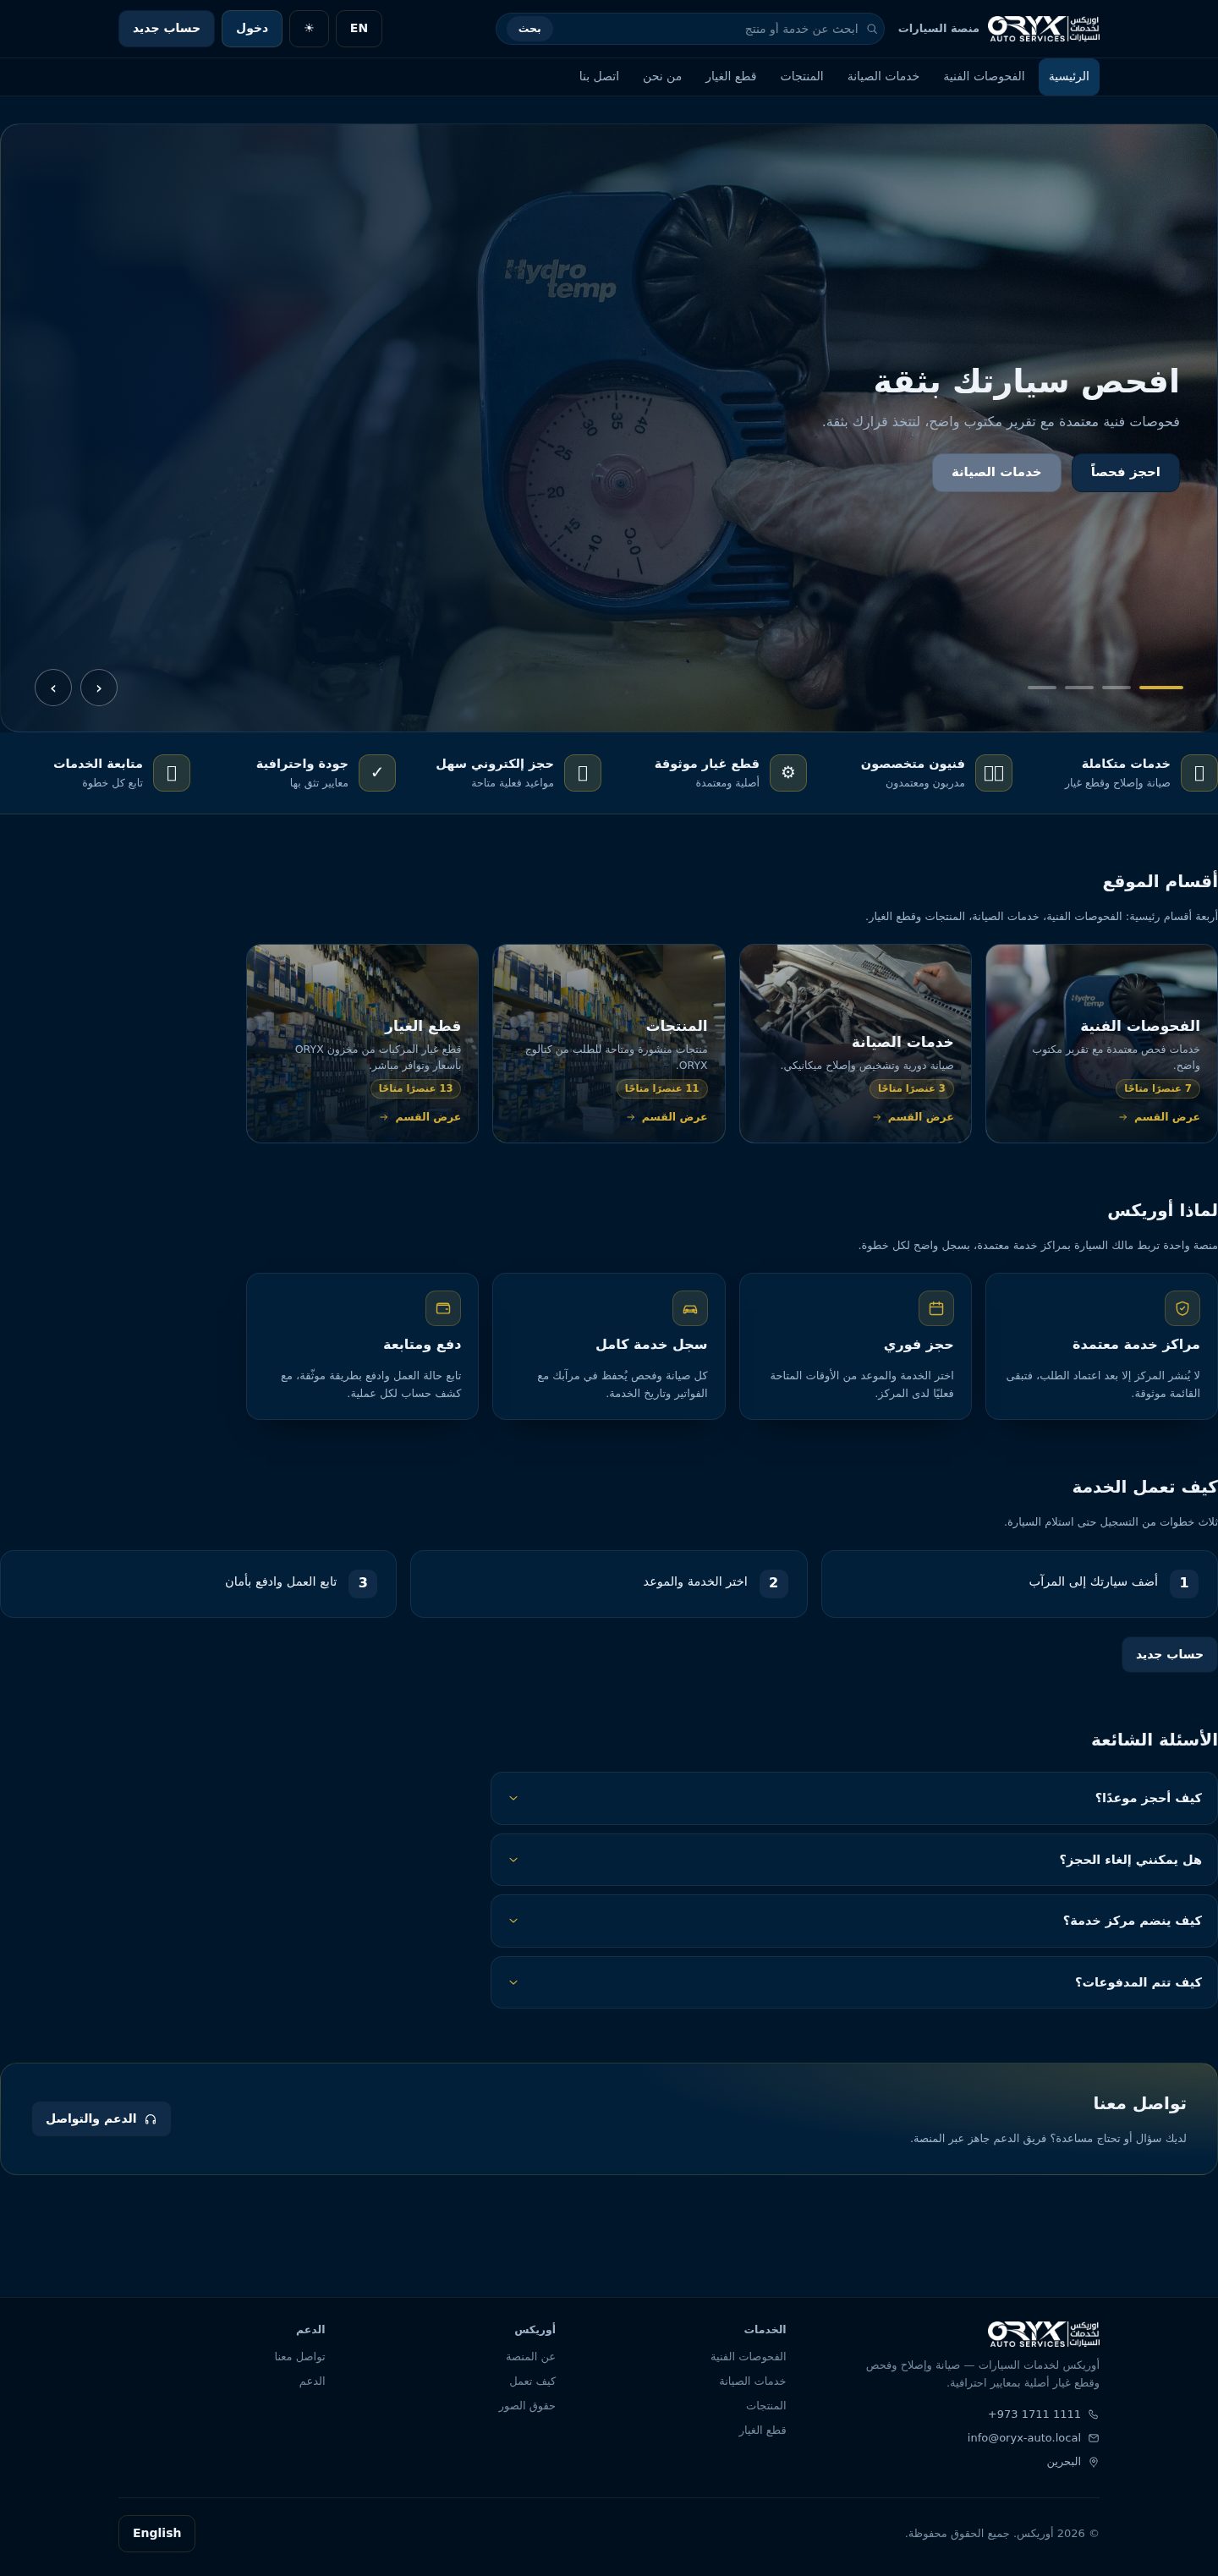 اوريكس
لخدمات
السيارات
ORYX
AUTO SERVICES
منصة السيارات
ابحث عن خدمة أو منتج
بحث
EN
دخول
حساب جديد
الرئيسية
الفحوصات الفنية
خدمات الصيانة
المنتجات
قطع الغيار
من نحن
اتصل بنا
Hydro
temp
35
40
30
20
15
10
°C
افحص سيارتك بثقة
فحوصات فنية معتمدة مع تقرير مكتوب واضح، لتتخذ قرارك بثقة.
احجز فحصاً
خدمات الصيانة
خدمات متكاملة
صيانة وإصلاح وقطع غيار
فنيون متخصصون
مدربون ومعتمدون
قطع غيار موثوقة
أصلية ومعتمدة
حجز إلكتروني سهل
مواعيد فعلية متاحة
جودة واحترافية
معايير تثق بها
متابعة الخدمات
تابع كل خطوة
أقسام الموقع
أربعة أقسام رئيسية: الفحوصات الفنية، خدمات الصيانة، المنتجات وقطع الغيار.
Hydro
temp
الفحوصات الفنية
خدمات فحص معتمدة مع تقرير مكتوب
واضح.
7 عنصرًا متاحًا
عرض القسم →
خدمات الصيانة
صيانة دورية وتشخيص وإصلاح ميكانيكي.
3 عنصرًا متاحًا
عرض القسم →
المنتجات
منتجات منشورة ومتاحة للطلب من كتالوج
ORYX.
11 عنصرًا متاحًا
عرض القسم →
قطع الغيار
قطع غيار المركبات من مخزون ORYX
بأسعار وتوافر مباشر.
13 عنصرًا متاحًا
عرض القسم →
لماذا أوريكس
منصة واحدة تربط مالك السيارة بمراكز خدمة معتمدة، بسجل واضح لكل خطوة.
مراكز خدمة معتمدة
لا يُنشر المركز إلا بعد اعتماد الطلب، فتبقى
القائمة موثوقة.
حجز فوري
اختر الخدمة والموعد من الأوقات المتاحة
فعليًا لدى المركز.
سجل خدمة كامل
كل صيانة وفحص يُحفظ في مرآبك مع
الفواتير وتاريخ الخدمة.
دفع ومتابعة
تابع حالة العمل وادفع بطريقة موثّقة، مع
كشف حساب لكل عملية.
كيف تعمل الخدمة
ثلاث خطوات من التسجيل حتى استلام السيارة.
1 أضف سيارتك إلى المرآب
2 اختر الخدمة والموعد
3 تابع العمل وادفع بأمان
حساب جديد
الأسئلة الشائعة
كيف أحجز موعدًا؟
هل يمكنني إلغاء الحجز؟
كيف ينضم مركز خدمة؟
كيف تتم المدفوعات؟
تواصل معنا
لديك سؤال أو تحتاج مساعدة؟ فريق الدعم جاهز عبر المنصة.
الدعم والتواصل
اوريكس
لخدمات
السيارات
ORYX
AUTO SERVICES
أوريكس لخدمات السيارات — صيانة وإصلاح وفحص
وقطع غيار أصلية بمعايير احترافية.
+973 1711 1111
info@oryx-auto.local
البحرين
الخدمات
الفحوصات الفنية
خدمات الصيانة
المنتجات
قطع الغيار
أوريكس
عن المنصة
كيف تعمل
حقوق الصور
الدعم
تواصل معنا
الدعم
© 2026 أوريكس. جميع الحقوق محفوظة.
English